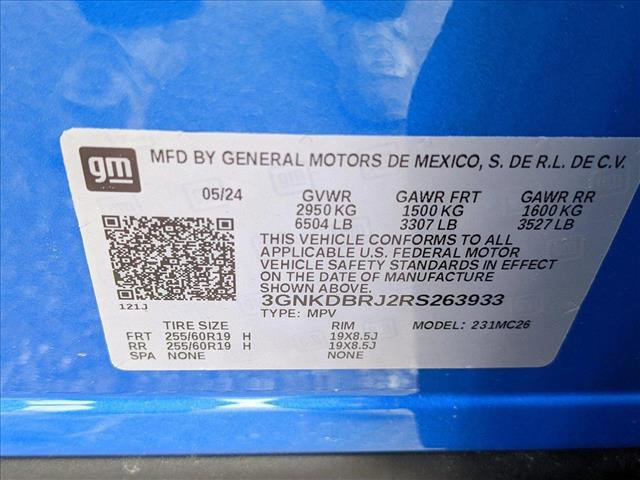 gm MFD BY GENERAL MOTORS DE MEXICO, S. DE R.L. DE C.V.
05/24 GVWR GAWR FRT GAWR RR
2950 KG 1500 KG 1600 KG
6504 LB 3307 LB 3527 LB
THIS VEHICLE CONFORMS TO ALL
APPLICABLE U.S. FEDERAL MOTOR
VEHICLE SAFETY STANDARDS IN EFFECT
ON THE DATE OF MANUFACTURE
SHOWN ABOVE.
3GNKDBRJ2RS263933
121J
TYPE: MPV MODEL: 231MC26
TIRE SIZE RIM
FRT 255/60R19 H 19X8.5J
RR 255/60R19 H 19X8.5J
SPA NONE NONE